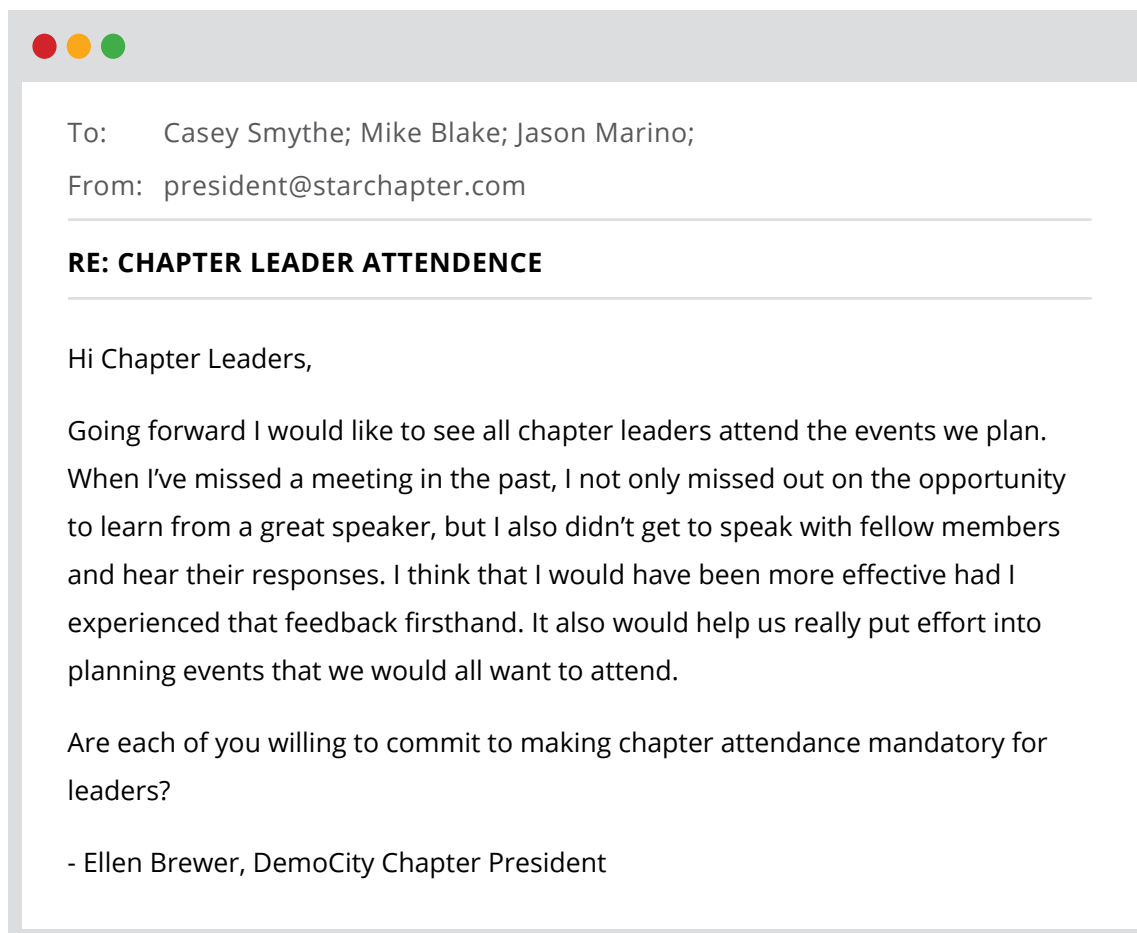 To: Casey Smythe; Mike Blake; Jason Marino;
From: president@starchapter.com
RE: CHAPTER LEADER ATTENDENCE
Hi Chapter Leaders,
Going forward I would like to see all chapter leaders attend the events we plan.
When I’ve missed a meeting in the past, I not only missed out on the opportunity
to learn from a great speaker, but I also didn’t get to speak with fellow members
and hear their responses. I think that I would have been more effective had I
experienced that feedback firsthand. It also would help us really put effort into
planning events that we would all want to attend.
Are each of you willing to commit to making chapter attendance mandatory for
leaders?
- Ellen Brewer, DemoCity Chapter President